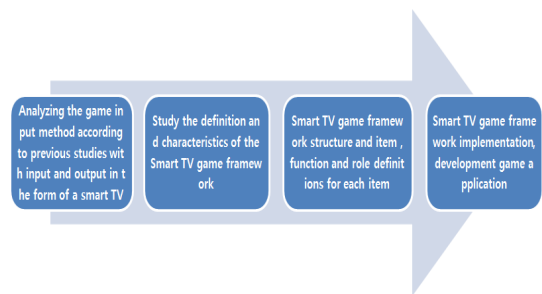 Analyzing the game in
put method according
to previous studies wit
h input and output in t
he form of a smart TV
Study the definition an
d characteristics of the
Smart TV game framew
ork
Smart TV game framew
ork structure and item ,
function and role definit
ions for each item
Smart TV game frame
work implementation,
development game a
pplication